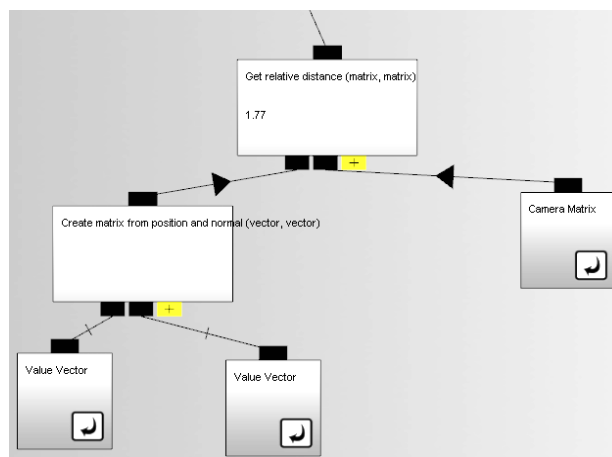 Get relative distance (matrix, matrix)
1.77
+
Create matrix from position and normal (vector, vector)
Camera Matrix
+
Value Vector
Value Vector